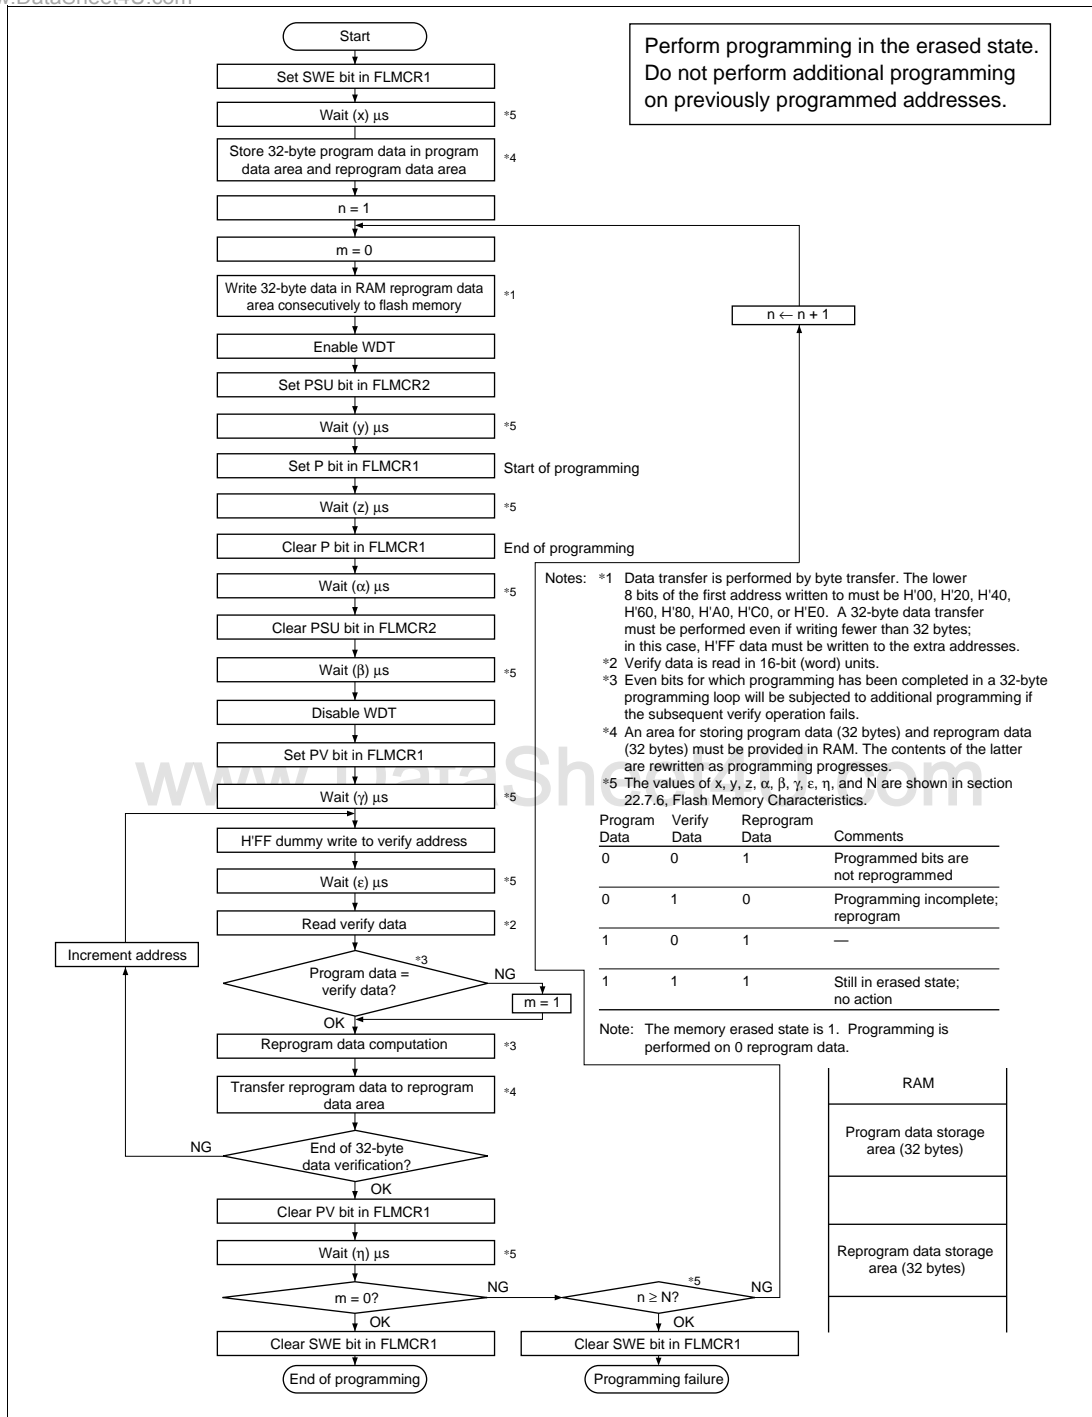 w.DataSheet4U.com
Start
Perform programming in the erased state.
Do not perform additional programming
on previously programmed addresses.
Set SWE bit in FLMCR1
Wait (x) μs
*5
Store 32-byte program data in program
data area and reprogram data area
*4
n = 1
m = 0
Write 32-byte data in RAM reprogram data
area consecutively to flash memory
*1
n ← n + 1
Enable WDT
Set PSU bit in FLMCR2
Wait (y) μs
*5
Set P bit in FLMCR1
Start of programming
Wait (z) μs
*5
Clear P bit in FLMCR1
End of programming
Wait (α) μs
*5
Clear PSU bit in FLMCR2
Wait (β) μs
*5
Disable WDT
Set PV bit in FLMCR1
Wait (γ) μs
*5
H'FF dummy write to verify address
Wait (ε) μs
*5
Read verify data
*2
Increment address
*3
Program data =
verify data?
NG
m = 1
OK
Reprogram data computation
*3
Transfer reprogram data to reprogram
data area
*4
NG
End of 32-byte
data verification?
OK
Clear PV bit in FLMCR1
Wait (η) μs
*5
m = 0?
NG
*5
n ≥ N?
NG
OK
OK
Clear SWE bit in FLMCR1
Clear SWE bit in FLMCR1
End of programming
Programming failure
Notes: *1 Data transfer is performed by byte transfer. The lower
8 bits of the first address written to must be H'00, H'20, H'40,
H'60, H'80, H'A0, H'C0, or H'E0. A 32-byte data transfer
must be performed even if writing fewer than 32 bytes;
in this case, H'FF data must be written to the extra addresses.
*2 Verify data is read in 16-bit (word) units.
*3 Even bits for which programming has been completed in a 32-byte
programming loop will be subjected to additional programming if
the subsequent verify operation fails.
*4 An area for storing program data (32 bytes) and reprogram data
(32 bytes) must be provided in RAM. The contents of the latter
are rewritten as programming progresses.
*5 The values of x, y, z, α, β, γ, ε, η, and N are shown in section
22.7.6, Flash Memory Characteristics.
www.DataSheet4U.com
Program Verify Reprogram
Data Data Data Comments
0 0 1 Programmed bits are
not reprogrammed
0 1 0 Programming incomplete;
reprogram
1 0 1 —
1 1 1 Still in erased state;
no action
Note: The memory erased state is 1. Programming is
performed on 0 reprogram data.
RAM
Program data storage
area (32 bytes)
Reprogram data storage
area (32 bytes)